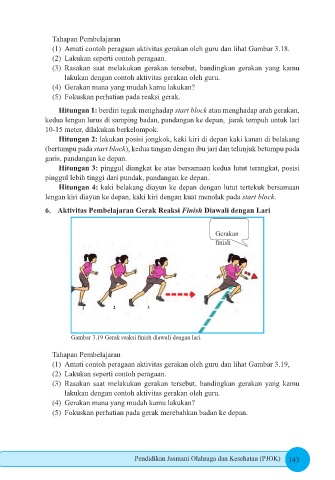 Tahapan Pembelajaran
(1) Amati contoh peragaan aktivitas gerakan oleh guru dan lihat Gambar 3.18.
(2) Lakukan seperti contoh peragaan.
(3) Rasakan saat melakukan gerakan tersebut, bandingkan gerakan yang kamu
lakukan dengan contoh aktivitas gerakan oleh guru.
(4) Gerakan mana yang mudah kamu lakukan?
(5) Fokuskan perhatian pada reaksi gerak.
Hitungan 1: berdiri tegak menghadap start block atau menghadap arah gerakan,
kedua lengan lurus di samping badan, pandangan ke depan, jarak tempuh untuk lari
10-15 meter, dilakukan berkelompok.
Hitungan 2: lakukan posisi jongkok, kaki kiri di depan kaki kanan di belakang
(bertumpu pada start block), kedua tangan dengan ibu jari dan telunjuk betumpu pada
garis, pandangan ke depan.
Hitungan 3: pinggul diangkat ke atas bersamaan kedua lutut terangkat, posisi
pinggul lebih tinggi dari pundak, pandangan ke depan.
Hitungan 4: kaki belakang diayun ke depan dengan lutut tertekuk bersamaan
lengan kiri diayun ke depan, kaki kiri dengan kuat menolak pada start block.
6. Aktivitas Pembelajaran Gerak Reaksi Finish Diawali dengan Lari
Gerakan
finish
1 2 3
Gambar 3.19 Gerak reaksi finish diawali dengan lari.
Tahapan Pembelajaran
(1) Amati contoh peragaan aktivitas gerakan oleh guru dan lihat Gambar 3.19,
(2) Lakukan seperti contoh peragaan.
(3) Rasakan saat melakukan gerakan tersebut, bandingkan gerakan yang kamu
lakukan dengan contoh aktivitas gerakan oleh guru.
(4) Gerakan mana yang mudah kamu lakukan?
(5) Fokuskan perhatian pada gerak merebahkan badan ke depan.
Pendidikan Jasmani Olahraga dan Kesehatan (PJOK) 143